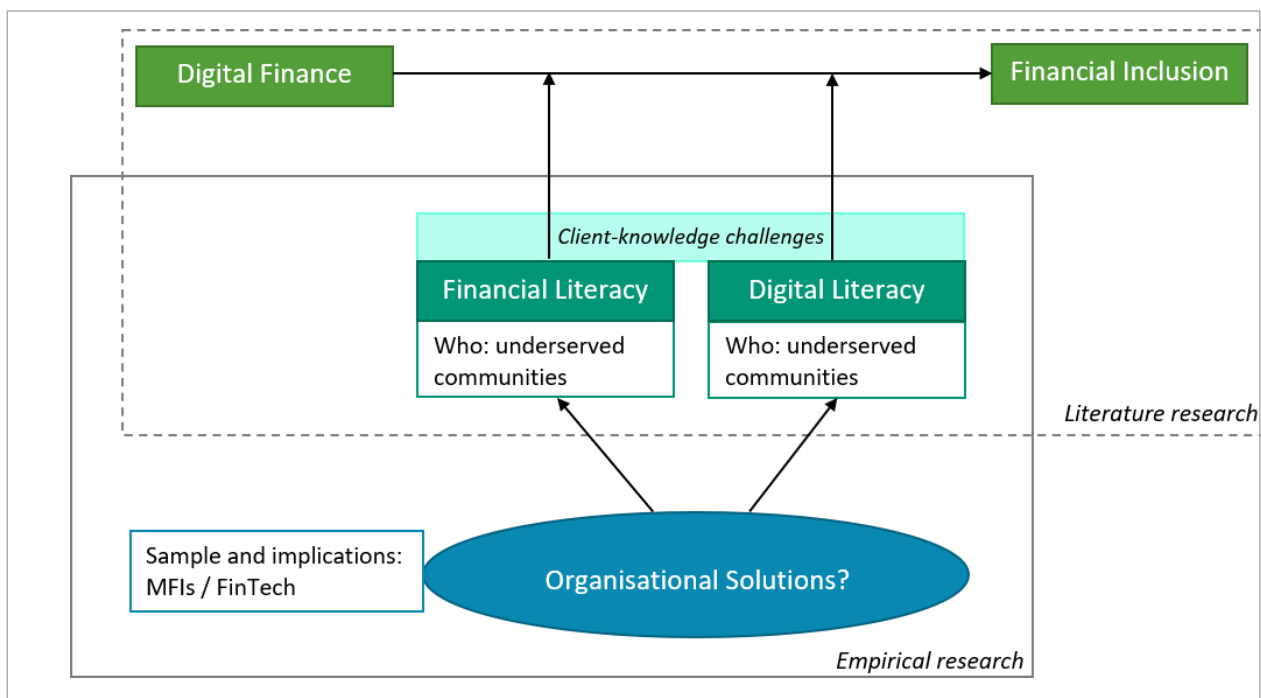 Digital Finance
Financial Inclusion
Client-knowledge challenges
Financial Literacy
Who: underserved
communities
Digital Literacy
Who: underserved
communities
Literature research
Sample and implications:
MFIs / FinTech
Organisational Solutions?
Empirical research